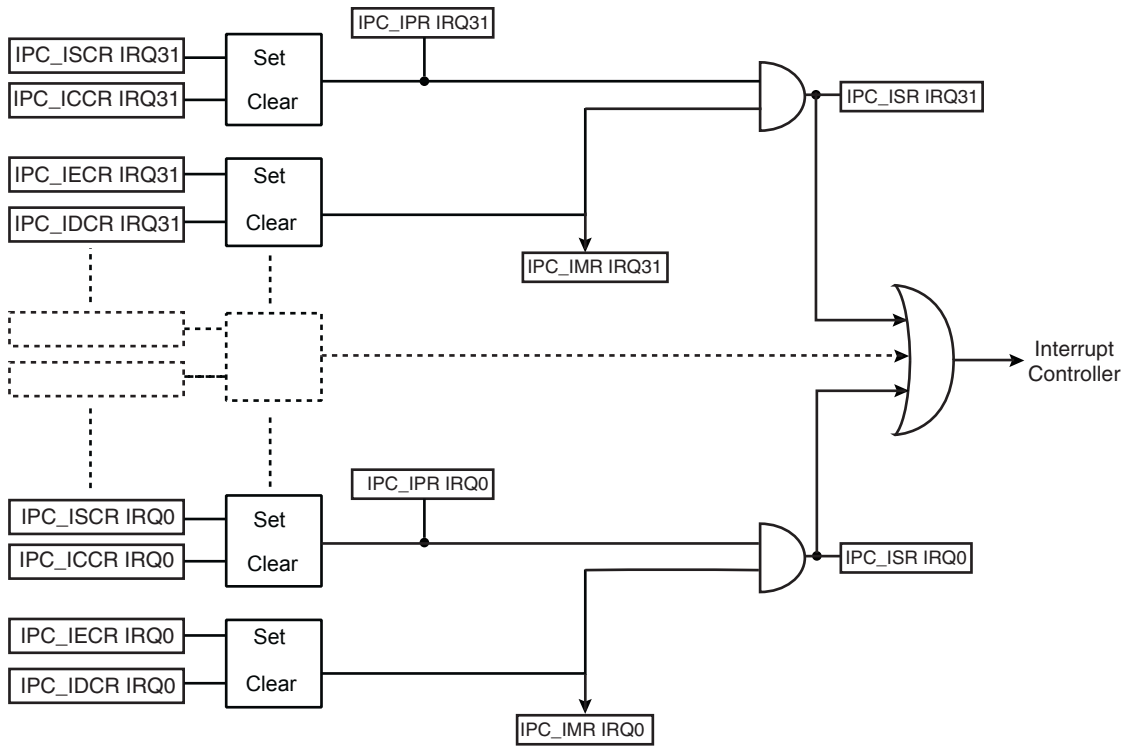 IPC_IPR IRQ31
IPC_ISCR IRQ31
Set
IPC_ICCR IRQ31
Clear
IPC_ISR IRQ31
IPC_IECR IRQ31
Set
IPC_IDCR IRQ31
Clear
IPC_IMR IRQ31
Interrupt
Controller
IPC_IPR IRQ0
IPC_ISCR IRQ0
Set
IPC_ICCR IRQ0
Clear
IPC_ISR IRQ0
IPC_IECR IRQ0
Set
IPC_IDCR IRQ0
Clear
IPC_IMR IRQ0